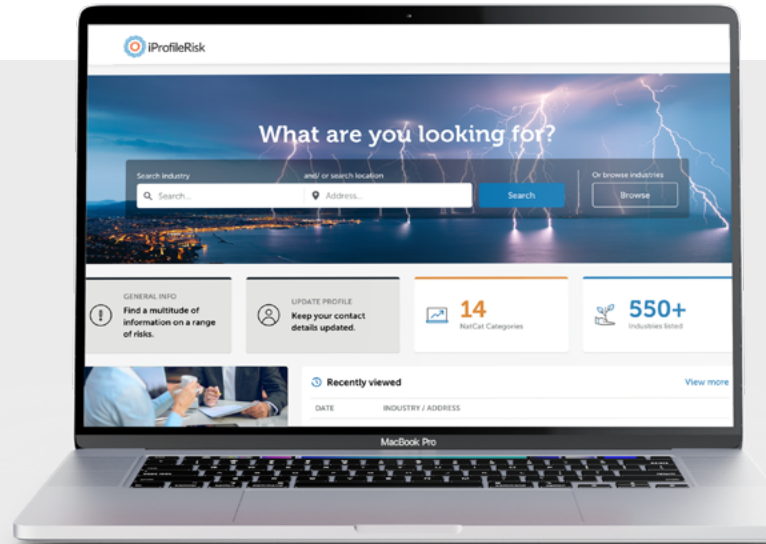 iProfileRisk
What are you looking for?
Search industry
and/ or search location
Or browse industries
Search...
Address...
Search
Browse
GENERAL INFO
Find a multitude of
information on a range
of risks.
UPDATE PROFILE
Keep your contact
details updated.
14
NatCat Categories
550+
Industries listed
Recently viewed
View more
DATE
INDUSTRY / ADDRESS
MacBook Pro